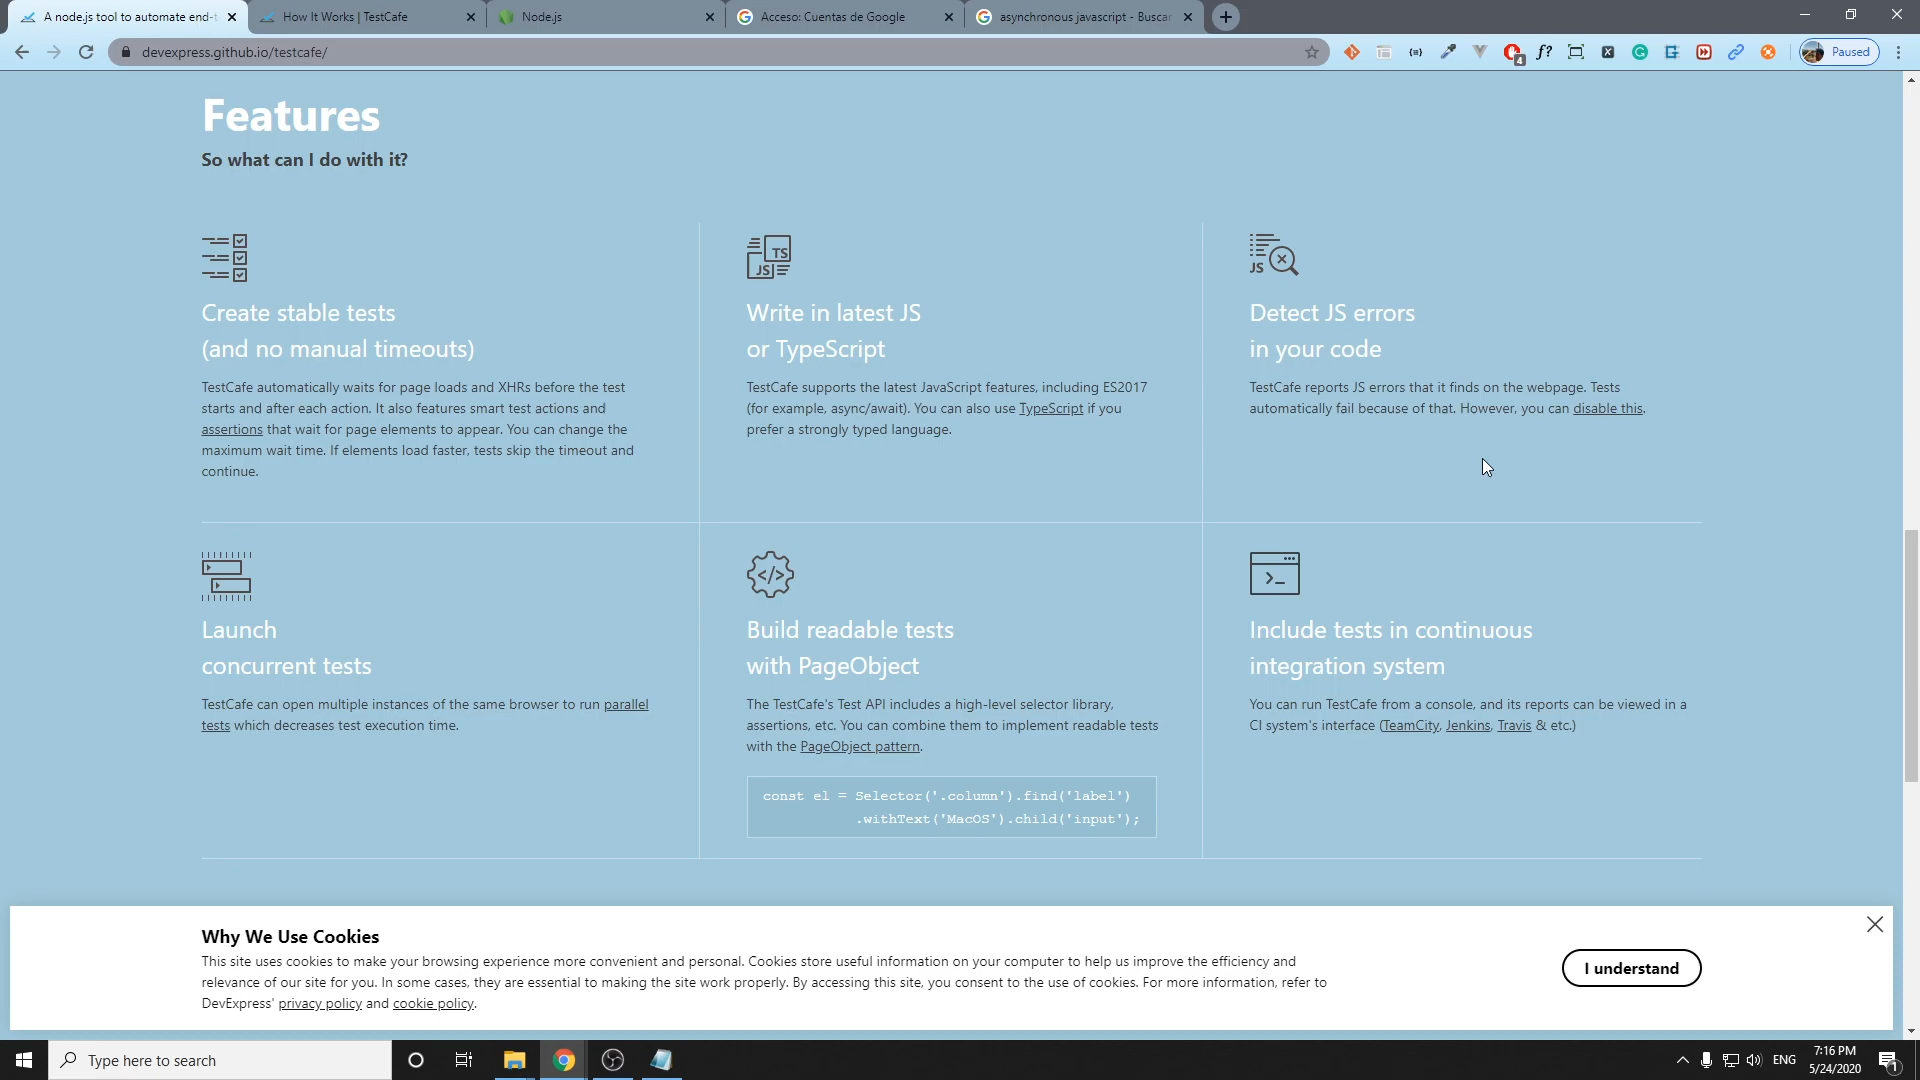 A node.js tool to automate end-t
How It Works | TestCafe
Node.js
Acceso: Cuentas de Google
asynchronous javascript - Buscar
devexpress.github.io/testcafe/
4
f?
Paused
Features
So what can I do with it?
TS
JS
JS
Create stable tests
(and no manual timeouts)
TestCafe automatically waits for page loads and XHRs before the test
starts and after each action. It also features smart test actions and
assertions that wait for page elements to appear. You can change the
maximum wait time. If elements load faster, tests skip the timeout and
continue.
Write in latest JS
or TypeScript
TestCafe supports the latest JavaScript features, including ES2017
(for example, async/await). You can also use TypeScript if you
prefer a strongly typed language.
Detect JS errors
in your code
TestCafe reports JS errors that it finds on the webpage. Tests
automatically fail because of that. However, you can disable this.
Launch
concurrent tests
TestCafe can open multiple instances of the same browser to run parallel
tests which decreases test execution time.
</>
Build readable tests
with PageObject
The TestCafe's Test API includes a high-level selector library,
assertions, etc. You can combine them to implement readable tests
with the PageObject pattern.
const el = Selector('.column').find('label')
.withText('MacOS').child('input');
Include tests in continuous
integration system
You can run TestCafe from a console, and its reports can be viewed in a
CI system's interface (TeamCity, Jenkins, Travis & etc.)
Why We Use Cookies
This site uses cookies to make your browsing experience more convenient and personal. Cookies store useful information on your computer to help us improve the efficiency and
relevance of our site for you. In some cases, they are essential to making the site work properly. By accessing this site, you consent to the use of cookies. For more information, refer to
DevExpress' privacy policy and cookie policy.
I understand
Type here to search
ENG
7:16 PM
5/24/2020
1